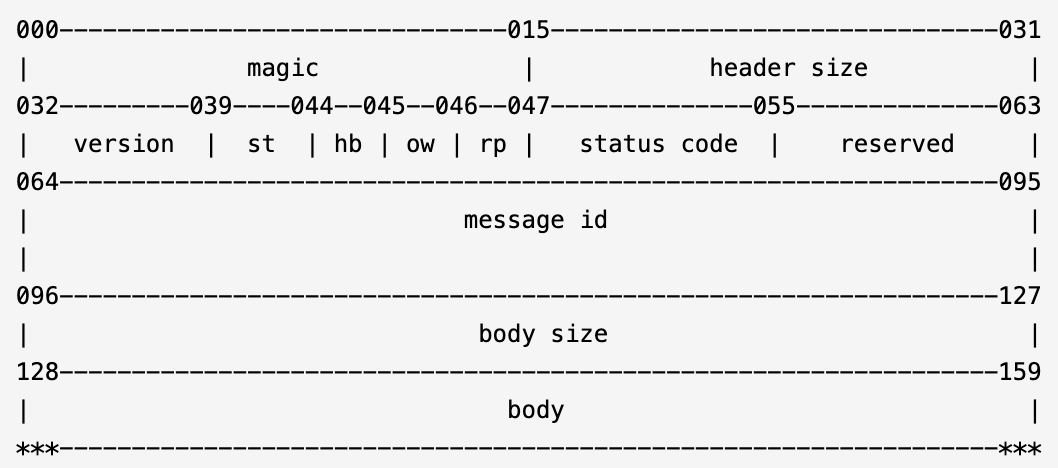 000-------------------------------015-------------------------------031
|               magic              |            header size           |
032---------039----044--045--046--047--------------055--------------063
|   version  |  st  | hb | ow | rp |   status code  |    reserved     |
064-----------------------------------------------------------------095
|                              message id                             |
|                                                                     |
096-----------------------------------------------------------------127
|                               body size                             |
128-----------------------------------------------------------------159
|                                 body                                |
***-----------------------------------------------------------------***